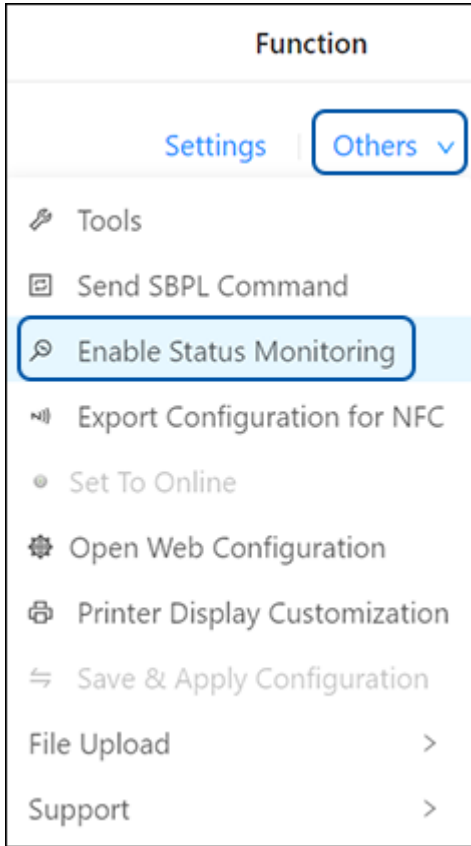 Function
Settings Others
Tools
Send SBPL Command
Enable Status Monitoring
Export Configuration for NFC
Set To Online
Open Web Configuration
Printer Display Customization
Save & Apply Configuration
File Upload
Support